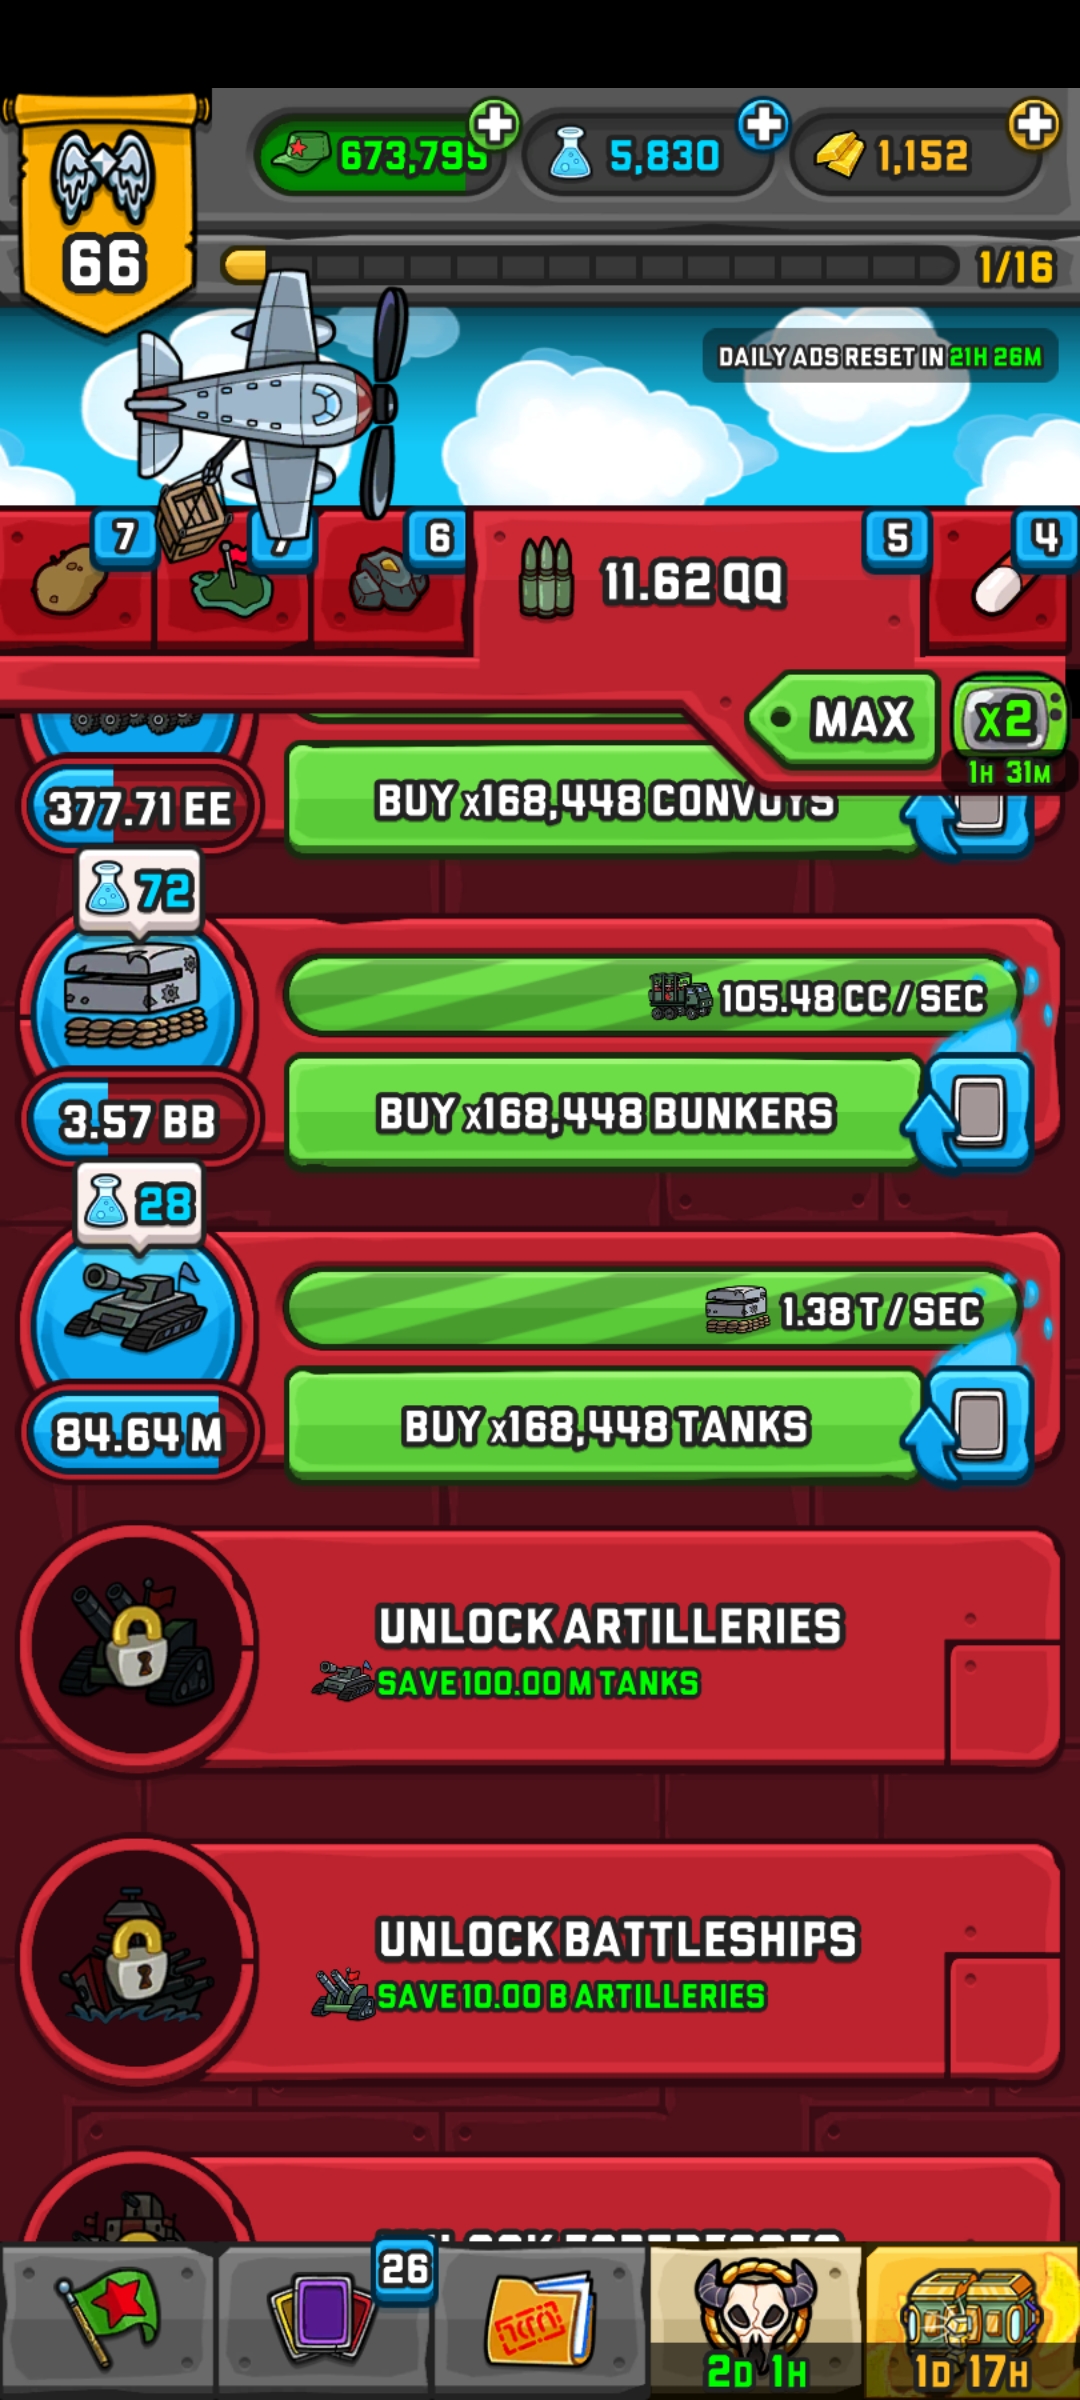 673,795
5,830
1,152
66
1/16
DAILY ADS RESET IN 21H 26M
7
6
11.62 QQ
5
4
MAX
X2
1H 31M
377.71 EE
BUY x168,448 CONVOYS
72
105.48 CC / SEC
3.57 BB
BUY x168,448 BUNKERS
28
1.38 T / SEC
84.64 M
BUY x168,448 TANKS
UNLOCK ARTILLERIES
SAVE 100.00 M TANKS
UNLOCK BATTLESHIPS
SAVE 10.00 B ARTILLERIES
26
2D 1H
1D 17H